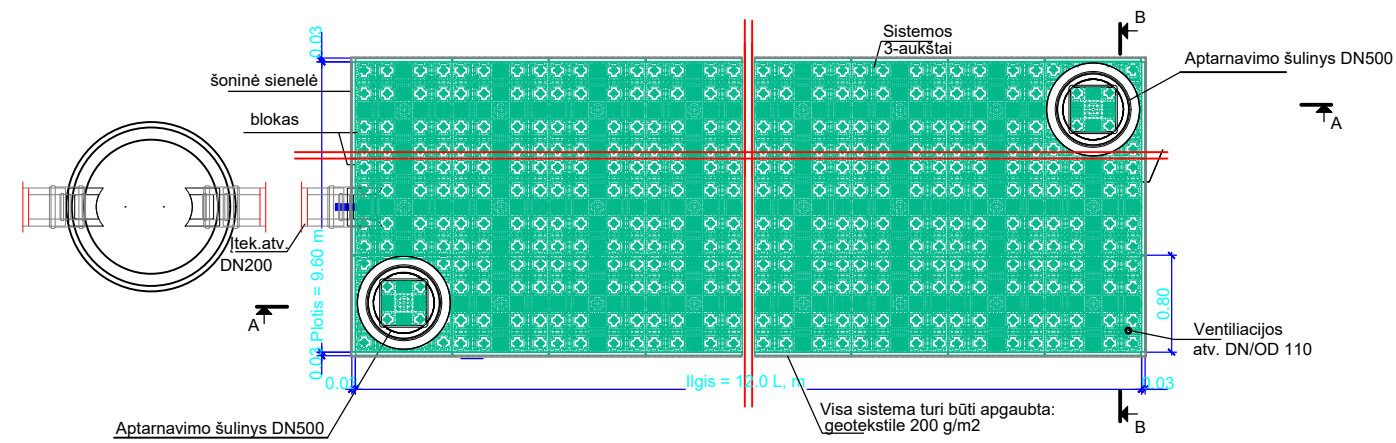 B
Sistemos
3-aukštai
Aptarnavimo šulinys DN500
0.03
šoninė sienelė
blokas
A
Įtek.atv.
DN200
Plotis = 9.60 m
0.80
A
Ventiliacijos
atv. DN/OD 110
0.03
0.03
Ilgis = 12.0 L, m
0.03
Visa sistema turi būti apgaubta:
geotekstile 200 g/m2
Aptarnavimo šulinys DN500
B